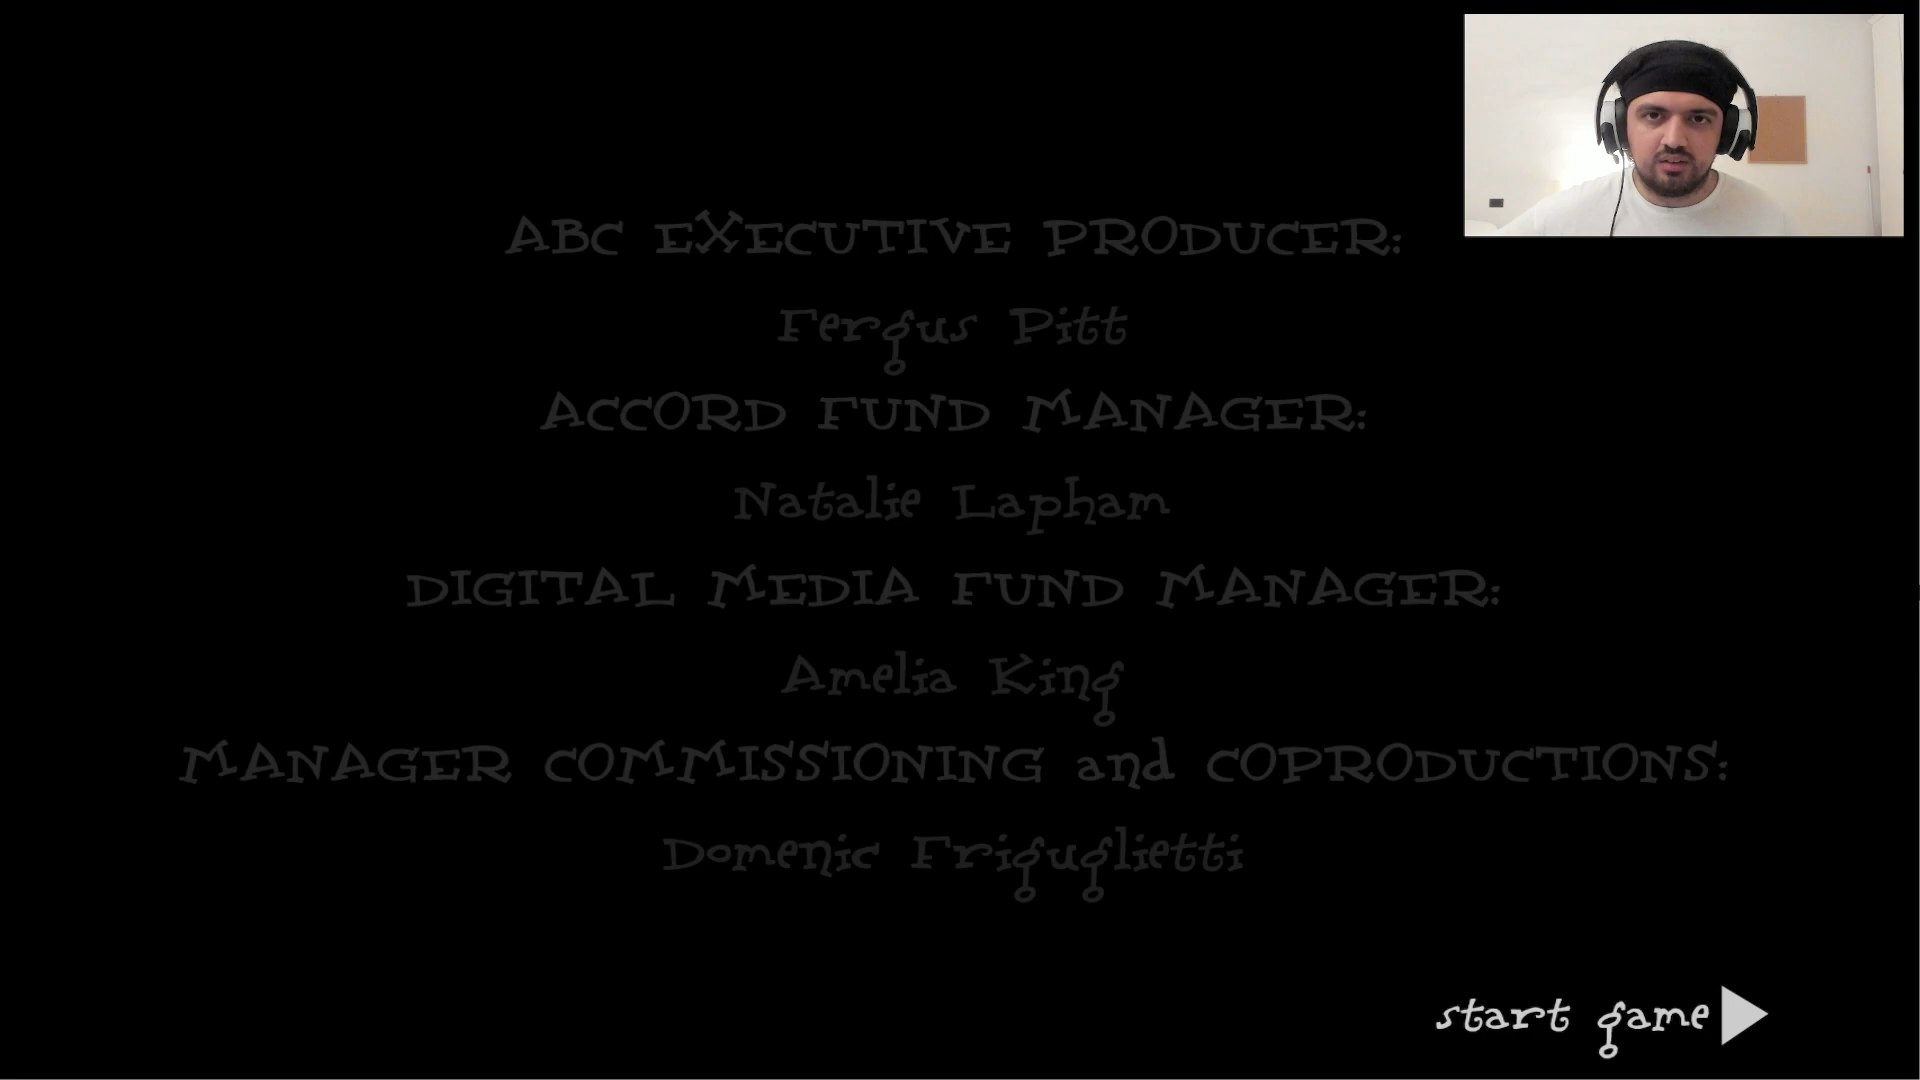 ABC EXECUTIVE PRODUCER:
Fergus Pitt
ACCORD FUND MANAGER:
Natalie Lapham
DIGITAL MEDIA FUND MANAGER:
Amelia King
MANAGER COMMISSIONING and COPRODUCTIONS:
Domenic Friguglietti
start game